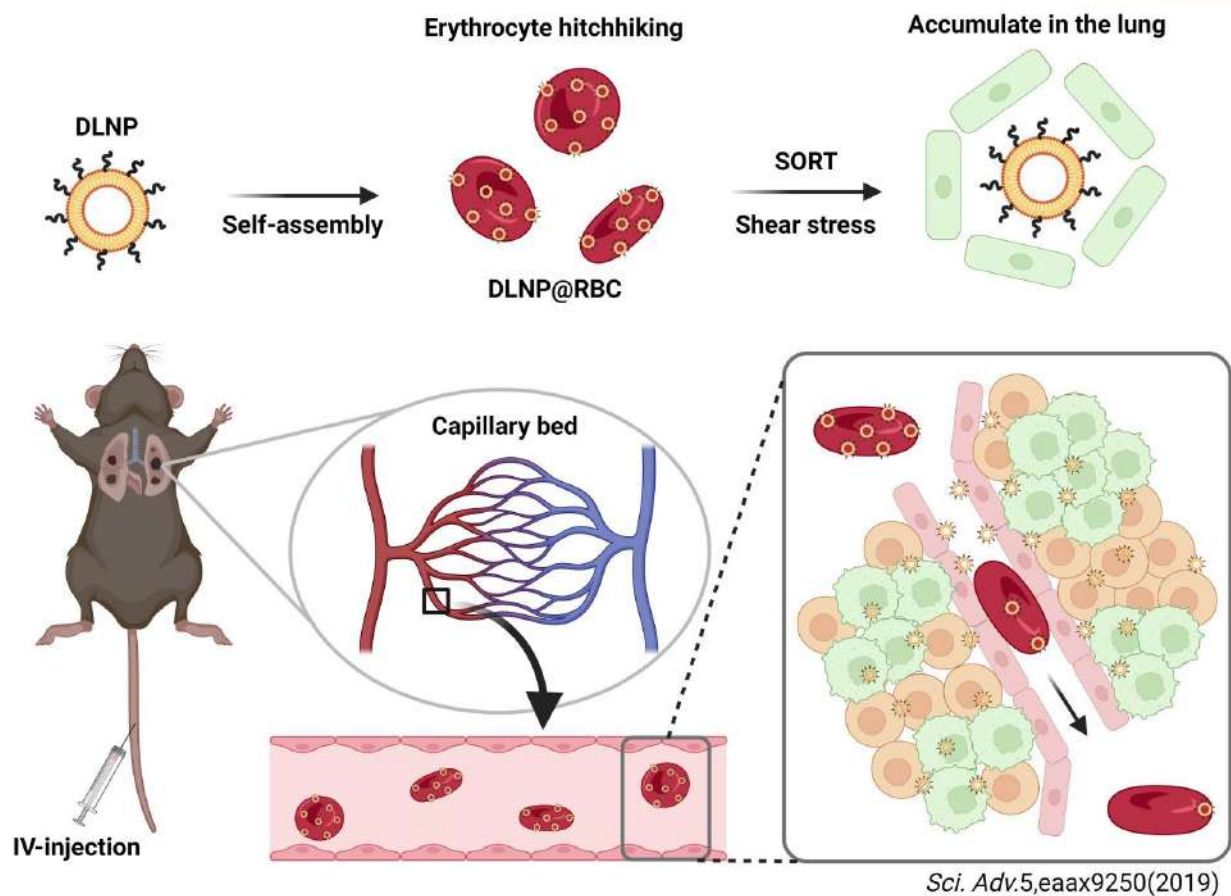 Erythrocyte hitchhiking
Accumulate in the lung
DLNP
Self-assembly
SORT
Shear stress
DLNP@RBC
Capillary bed
IV-injection
Sci. Adv.5,eaax9250(2019)